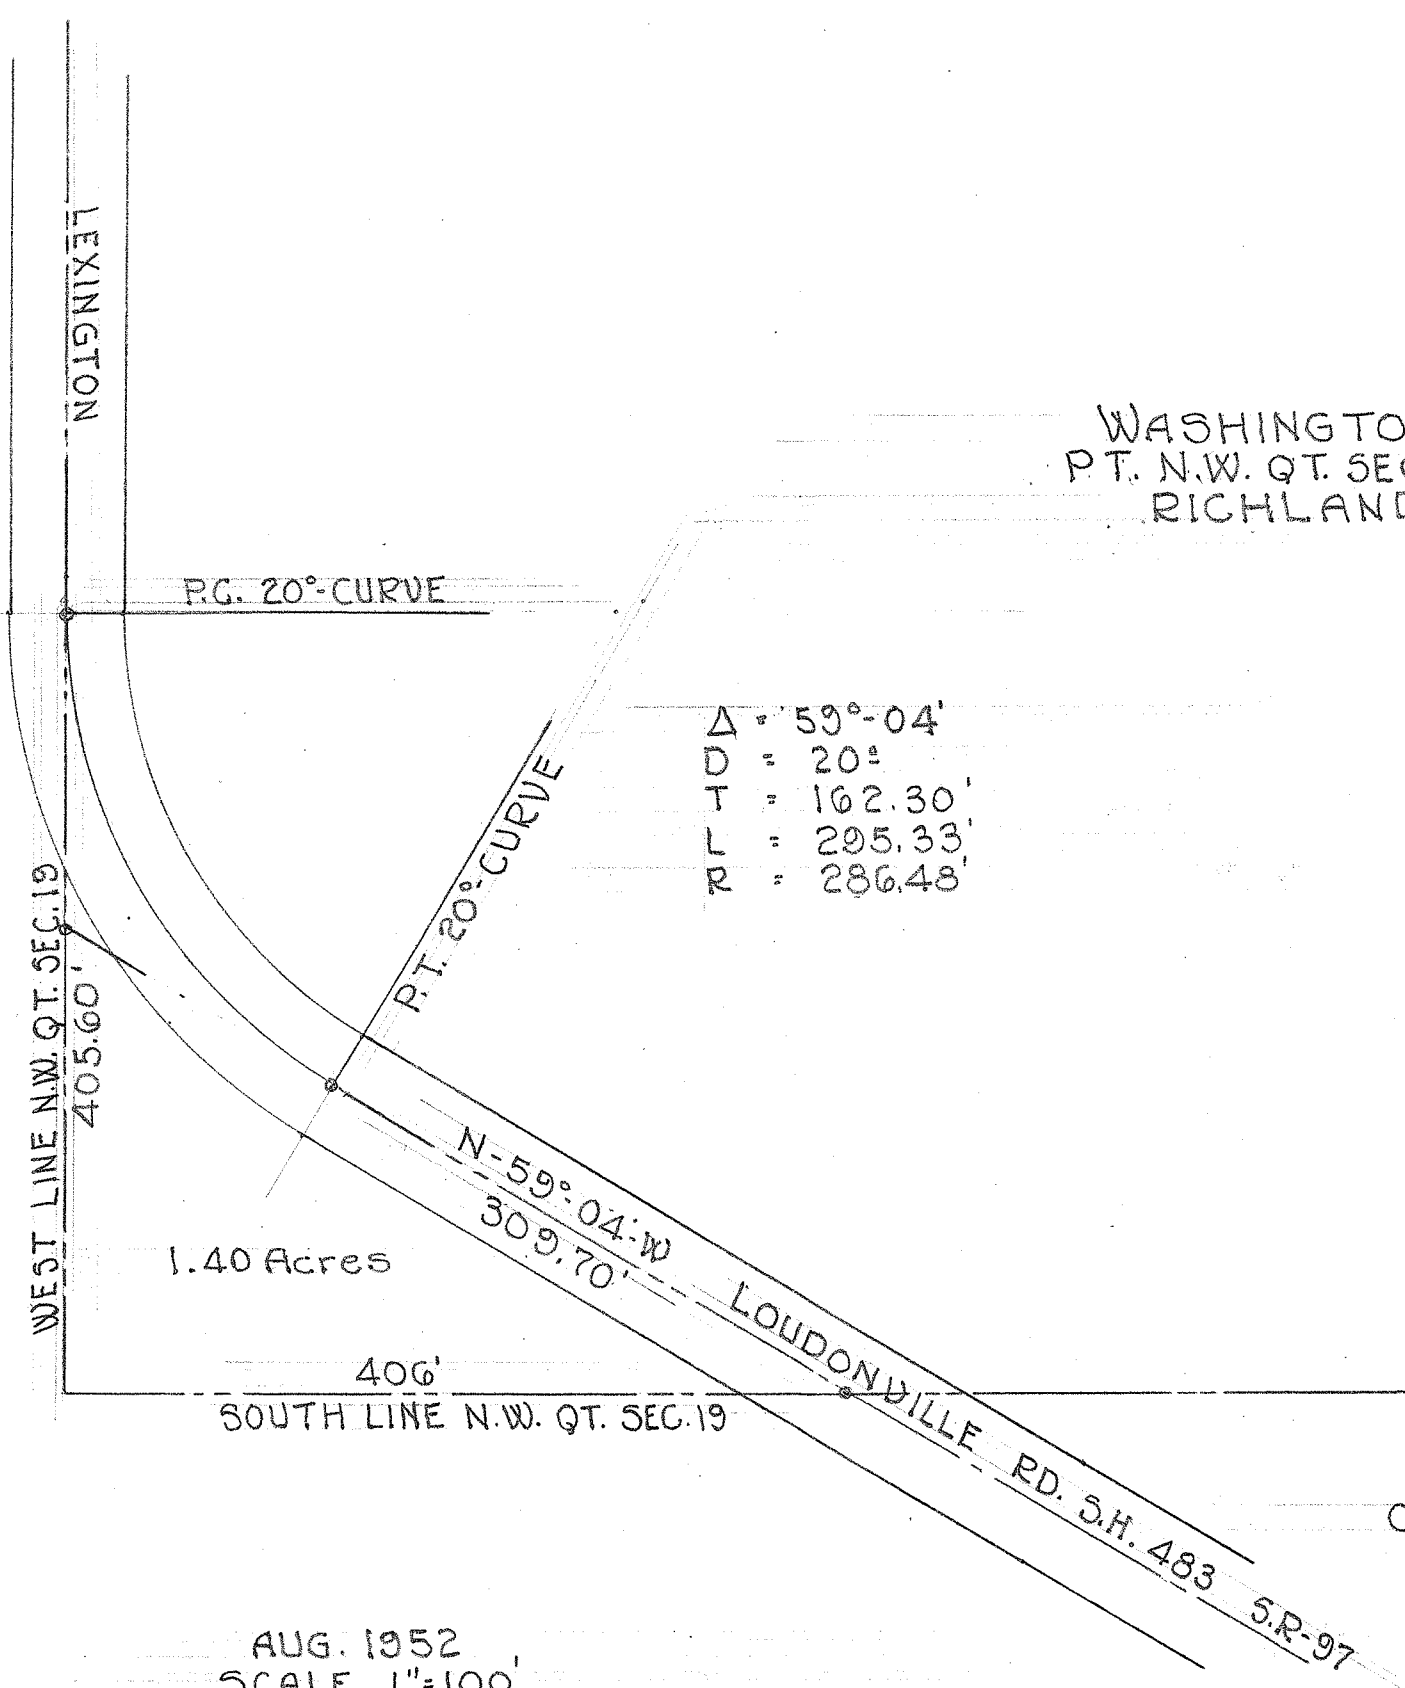 LEXINGTON
WASHINGTO
PT. N.W. QT. SEC
RICHLAND
P.C. 20°-CURVE
Δ = 59°-04'
D = 20°
T = 162.30'
L = 295.33'
R = 286.48'
P.T. 20°-CURVE
WEST LINE N.W. QT. SEC. 19
405.60'
N-59°-04'-W
309.70'
LOUDONVILLE RD. S.H. 483 S.R-97
1.40 Acres
406'
SOUTH LINE N.W. QT. SEC. 19
AUG. 1952
SCALE 1"=100'